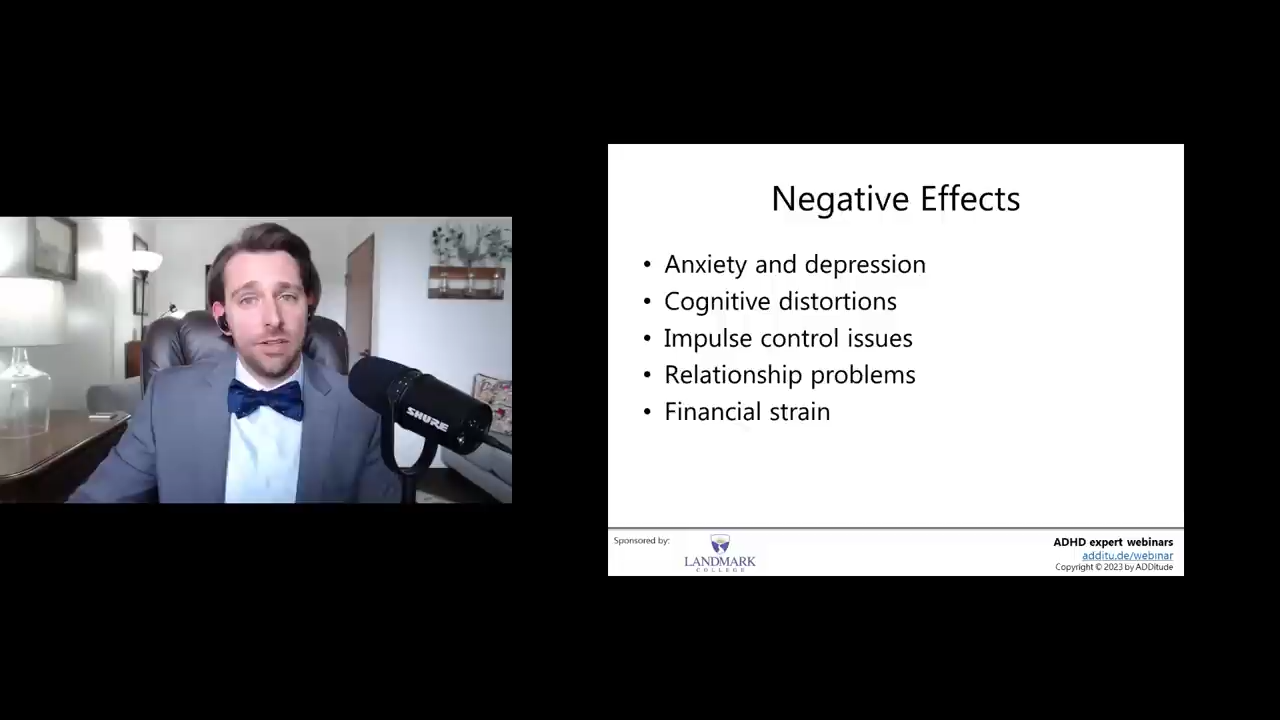 SHURE
Negative Effects
• Anxiety and depression
• Cognitive distortions
• Impulse control issues
• Relationship problems
• Financial strain
Sponsored by:
LANDMARK
COLLEGE
ADHD expert webinars
additu.de/webinar
Copyright © 2023 by ADDitude